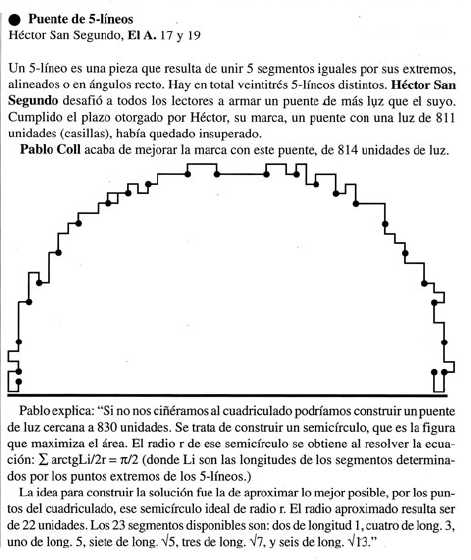 ● Puente de 5-líneos
Héctor San Segundo, El A. 17 y 19
Un 5-líneo es una pieza que resulta de unir 5 segmentos iguales por sus extremos,
alineados o en ángulos recto. Hay en total veintitrés 5-líneos distintos. Héctor San
Segundo desafió a todos los lectores a armar un puente de más luz que el suyo.
Cumplido el plazo otorgado por Héctor, su marca, un puente con una luz de 811
unidades (casillas), había quedado insuperado.
Pablo Coll acaba de mejorar la marca con este puente, de 814 unidades de luz.
Pablo explica: “Si no nos ciñéramos al cuadriculado podríamos construir un puente
de luz cercana a 830 unidades. Se trata de construir un semicírculo, que es la figura
que maximiza el área. El radio r de ese semicírculo se obtiene al resolver la ecua-
ción: ∑ arctgLi/2r = π/2 (donde Li son las longitudes de los segmentos determina-
dos por los puntos extremos de los 5-líneos.)
La idea para construir la solución fue la de aproximar lo mejor posible, por los pun-
tos del cuadriculado, ese semicírculo ideal de radio r. El radio aproximado resulta ser
de 22 unidades. Los 23 segmentos disponibles son: dos de longitud 1, cuatro de long. 3,
uno de long. 5, siete de long. √5, tres de long. √7, y seis de long. √13.”